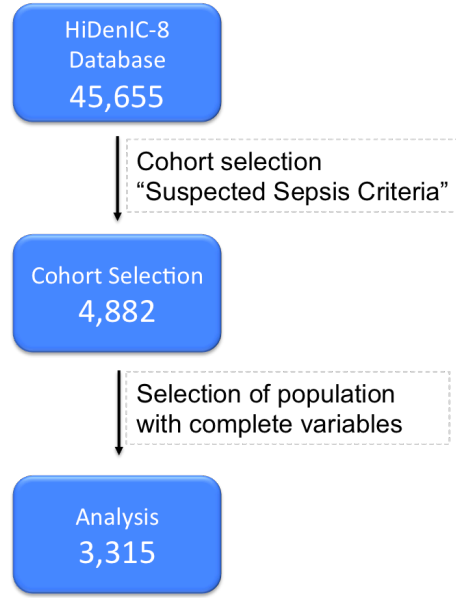 HiDenIC-8
Database
45,655
Cohort selection
“Suspected Sepsis Criteria”
Cohort Selection
4,882
Selection of population
with complete variables
Analysis
3,315